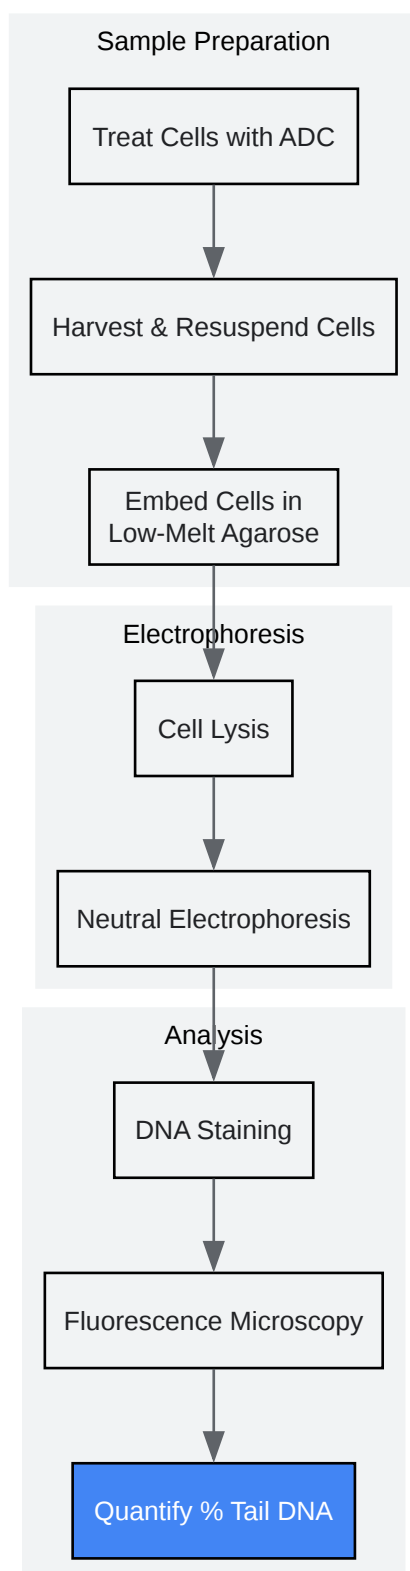 Sample Preparation
Treat Cells with ADC
Harvest & Resuspend Cells
Embed Cells in
Low-Melt Agarose
Electrophoresis
Cell Lysis
Neutral Electrophoresis
Analysis
DNA Staining
Fluorescence Microscopy
Quantify % Tail DNA